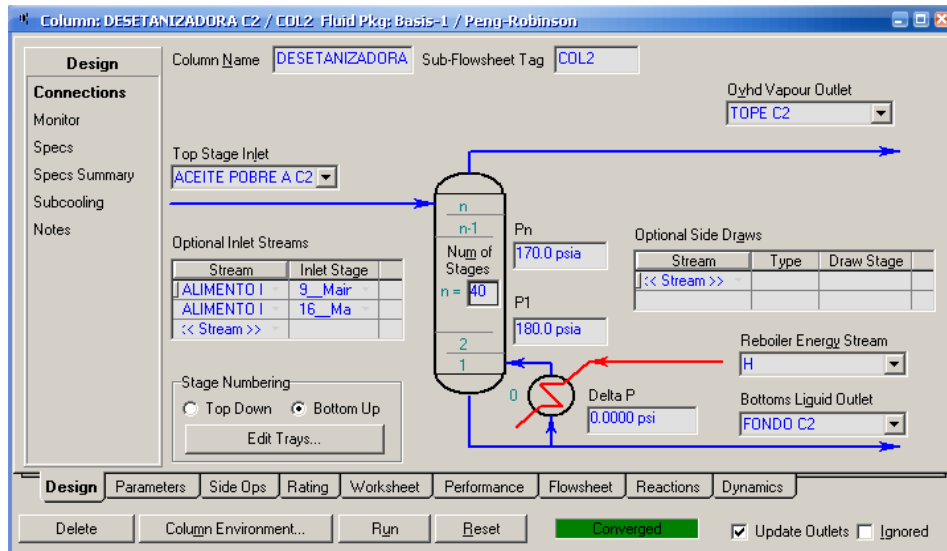 Column: DESETANIZADORA C2 / COL2 Fluid Pkg: Basis-1 / Peng-Robinson
Design
Connections
Monitor
Specs
Specs Summary
Subcooling
Notes
Column Name DESETANIZADORA Sub-Flowsheet Tag COL2
Ovhd Vapour Outlet
TOPE C2
Top Stage Inlet
ACEITE POBRE A C2
n
n-1
Num of
Stages
n = 40
2
1
0
Pn
170.0 psia
P1
180.0 psia
Optional Inlet Streams
Stream Inlet Stage
ALIMENTO I 9__Mair
ALIMENTO I 16__Ma
<< Stream >>
Optional Side Draws
Stream Type Draw Stage
<< Stream >>
Reboiler Energy Stream
H
Delta P
0.0000 psi
Bottoms Liquid Outlet
FONDO C2
Stage Numbering
Top Down Bottom Up
Edit Trays...
Design Parameters Side Ops Rating Worksheet Performance Flowsheet Reactions Dynamics
Delete Column Environment... Run Reset Converged Update Outlets Ignored